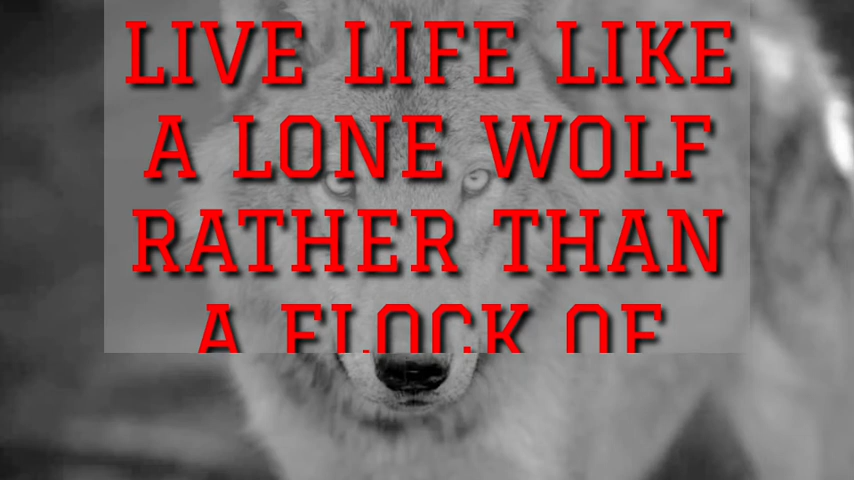 LIVE LIFE LIKE
A LONE WOLF
RATHER THAN
A FLOCK OF